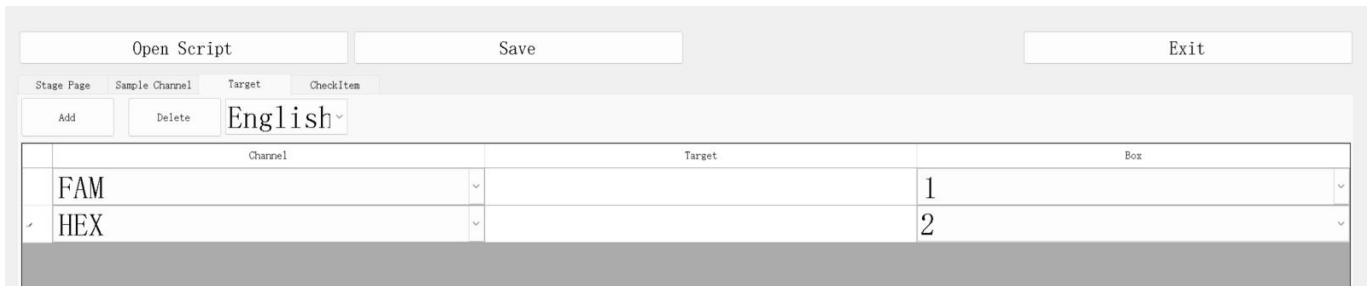 Open Script Save Exit
Stage Page Sample Channel Target CheckItem
Add Delete English
Channel Target Box
FAM 1
HEX 2